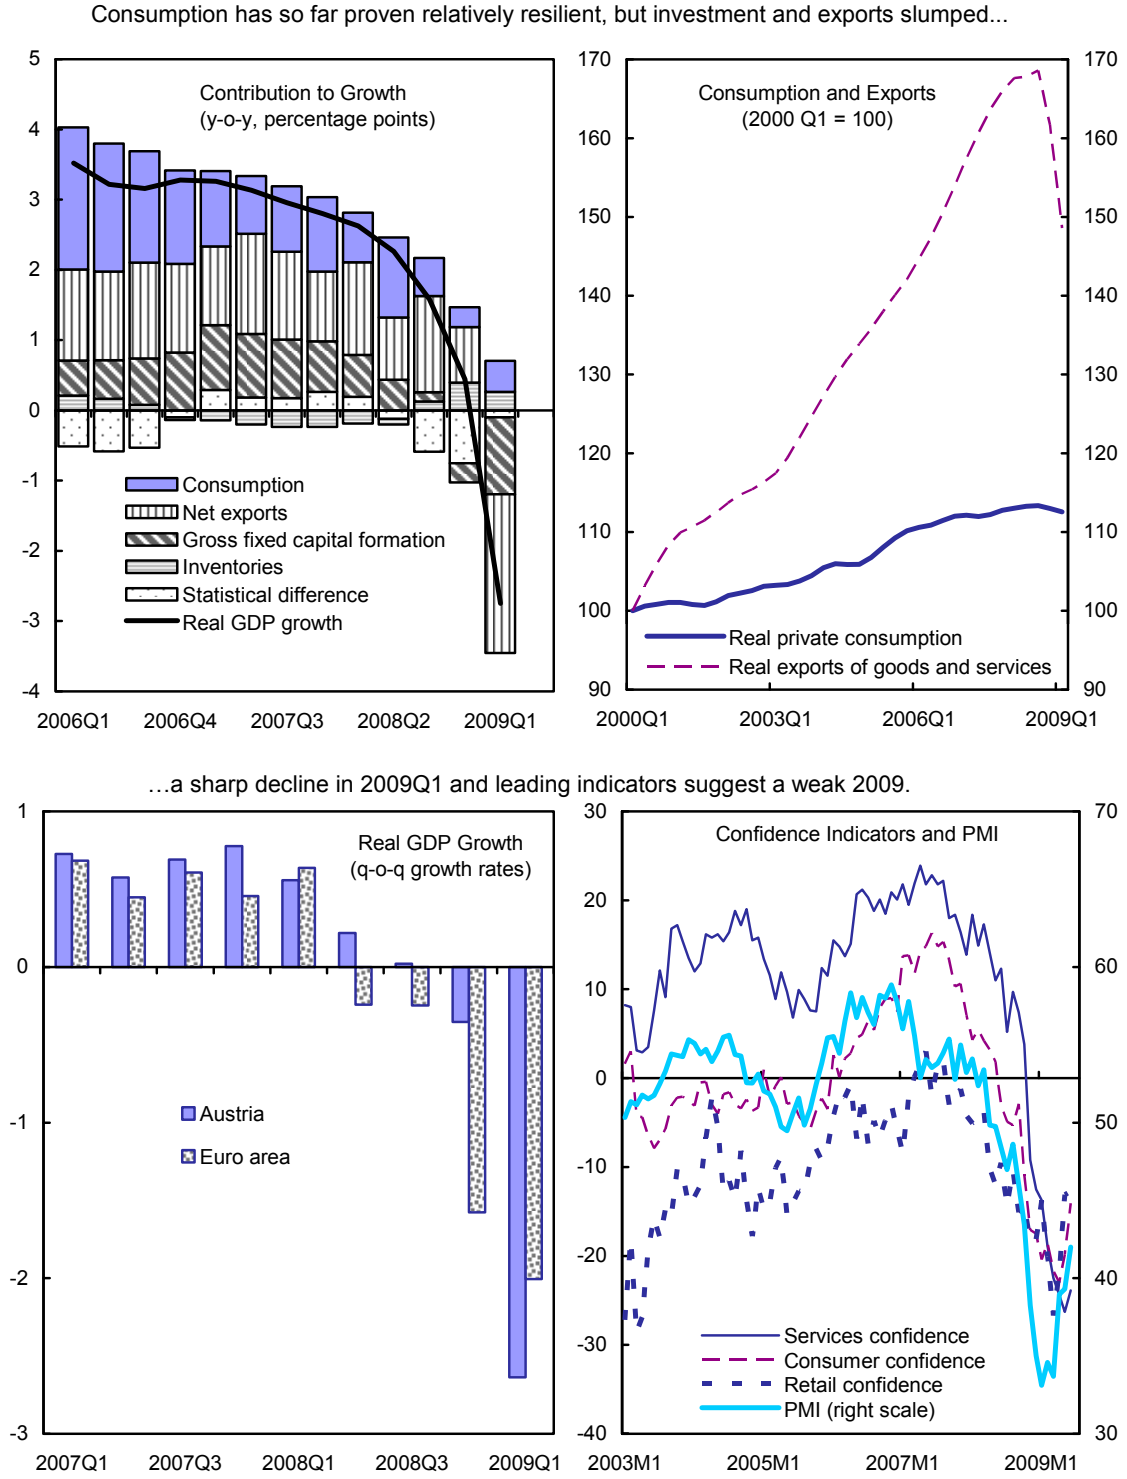 Consumption has so far proven relatively resilient, but investment and exports slumped...
Contribution to Growth
(y-o-y, percentage points)
5
4
3
2
1
0
-1
-2
-3
-4
Consumption
Net exports
Gross fixed capital formation
Inventories
Statistical difference
Real GDP growth
2006Q1 2006Q4 2007Q3 2008Q2 2009Q1
Consumption and Exports
(2000 Q1 = 100)
170 170
160 160
150 150
140 140
130 130
120 120
110 110
100 100
90 90
Real private consumption
Real exports of goods and services
2000Q1 2003Q1 2006Q1 2009Q1
…a sharp decline in 2009Q1 and leading indicators suggest a weak 2009.
Real GDP Growth
(q-o-q growth rates)
1
0
-1
-2
-3
Austria
Euro area
2007Q1 2007Q3 2008Q1 2008Q3 2009Q1
Confidence Indicators and PMI
30
20
10
0
-10
-20
-30
-40
70
60
50
40
30
Services confidence
Consumer confidence
Retail confidence
PMI (right scale)
2003M1 2005M1 2007M1 2009M1